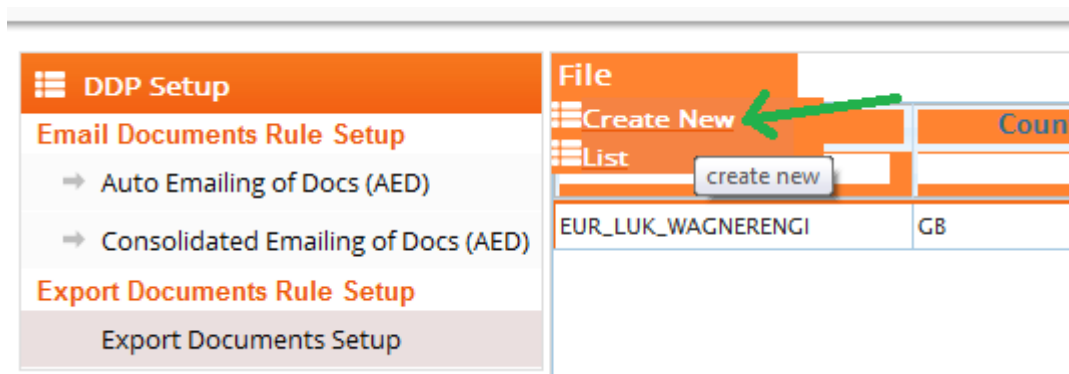 DDP Setup
Email Documents Rule Setup
Auto Emailing of Docs (AED)
Consolidated Emailing of Docs (AED)
Export Documents Rule Setup
Export Documents Setup
File
Create New
List
create new
Coun
EUR_LUK_WAGNERENGI
GB